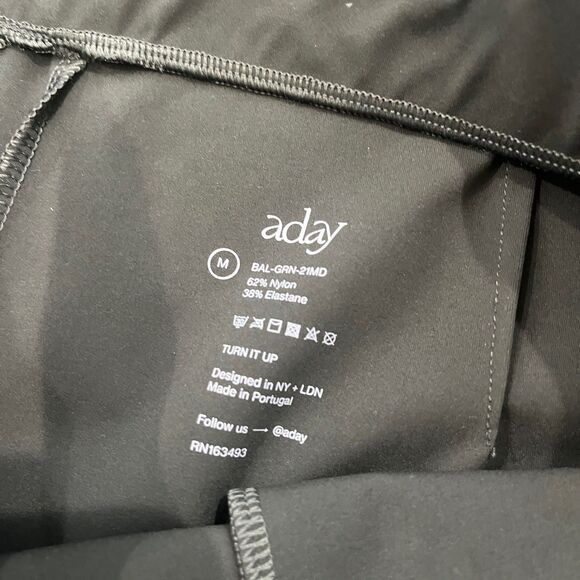 aday
M
BAL-GRN-21MD
62% Nylon
38% Elastane
TURN IT UP
Designed in NY + LDN
Made in Portugal
Follow us → @aday
RN163493